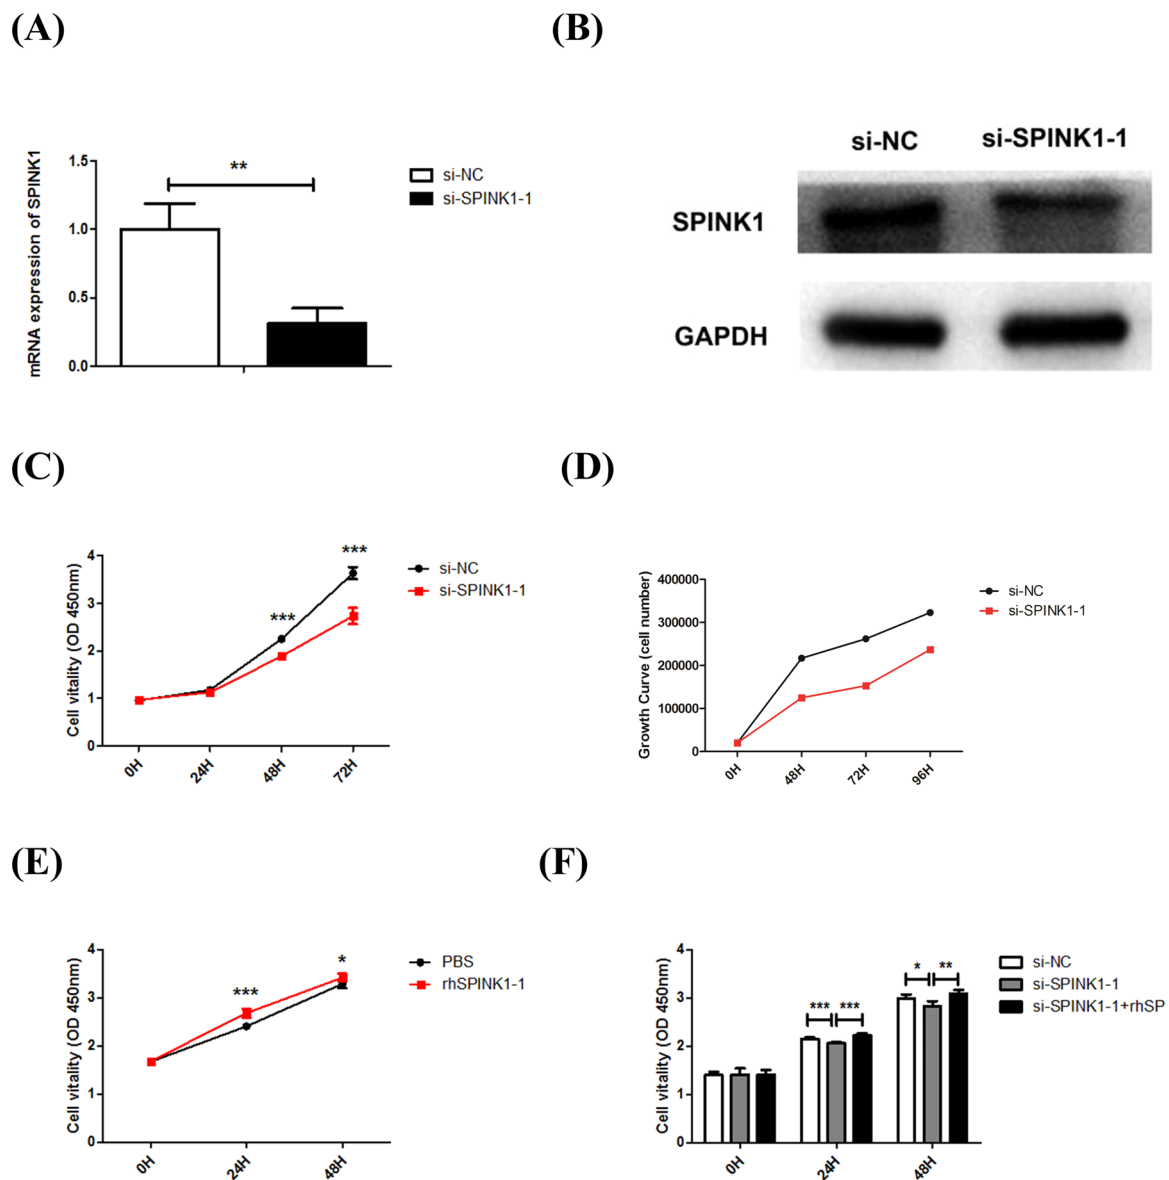 (A)
mRNA expression of SPINK1
1.5
1.0
0.5
0.0
**
si-NC
si-SPINK1-1
(B)
si-NC si-SPINK1-1
SPINK1
GAPDH
(C)
Cell vitality (OD 450nm)
4
3
2
1
0
***
***
0H 24H 48H 72H
si-NC
si-SPINK1-1
(D)
Growth Curve (cell number)
400000
300000
200000
100000
0
0H 48H 72H 96H
si-NC
si-SPINK1-1
(E)
Cell vitality (OD 450nm)
4
3
2
1
0
***
*
0H 24H 48H
PBS
rhSPINK1-1
(F)
Cell vitality (OD 450nm)
4
3
2
1
0
*** ***
* **
0H 24H 48H
si-NC
si-SPINK1-1
si-SPINK1-1+rhSP